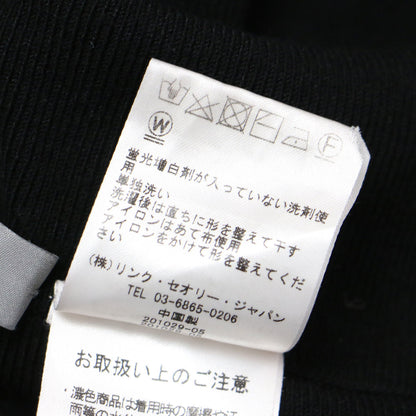 F
W
蛍光増白剤が入っていない洗剤使用
単独洗い
洗濯後は直ちに形を整えて干す
アイロンはあて布使用
アイロンをかけて形を整えてくだ
さい
(株)リンク・セオリー・ジャパン
TEL 03-6865-0206
中国製
201029-05
お取扱い上のご注意
・濃色商品は着用時の摩擦や汗